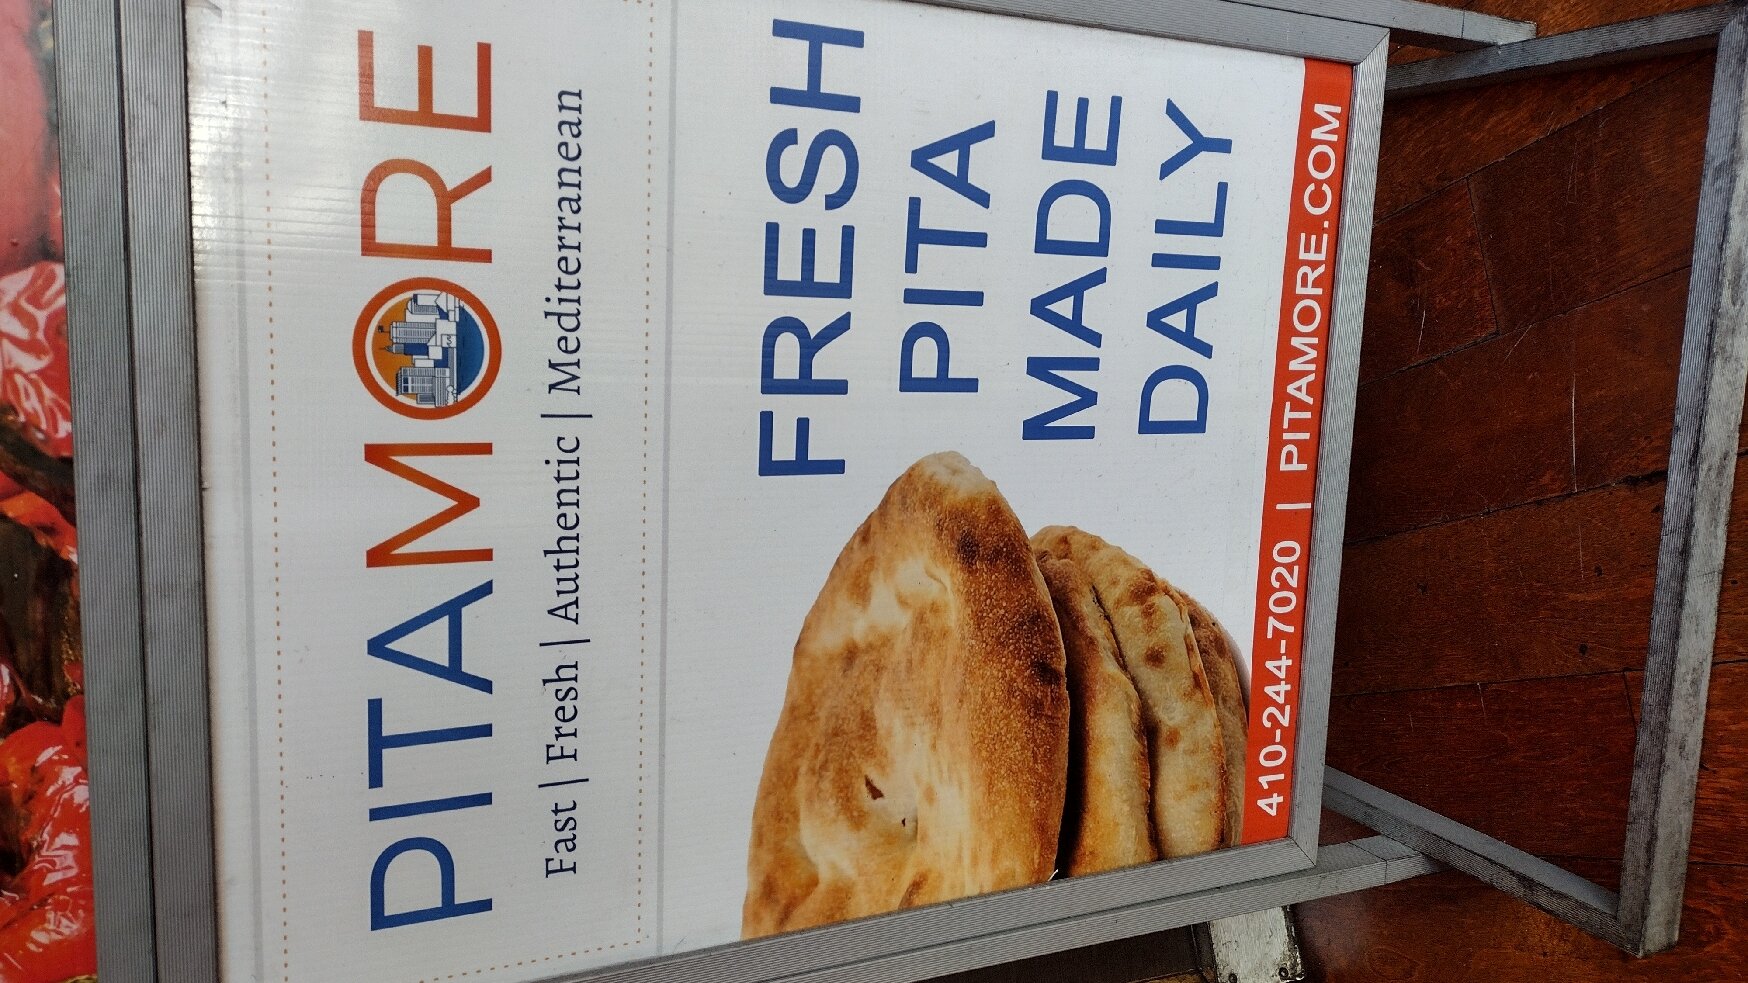 PITAMORE
Fast | Fresh | Authentic | Mediterranean
FRESH
PITA
MADE
DAILY
410-244-7020 | PITAMORE.COM